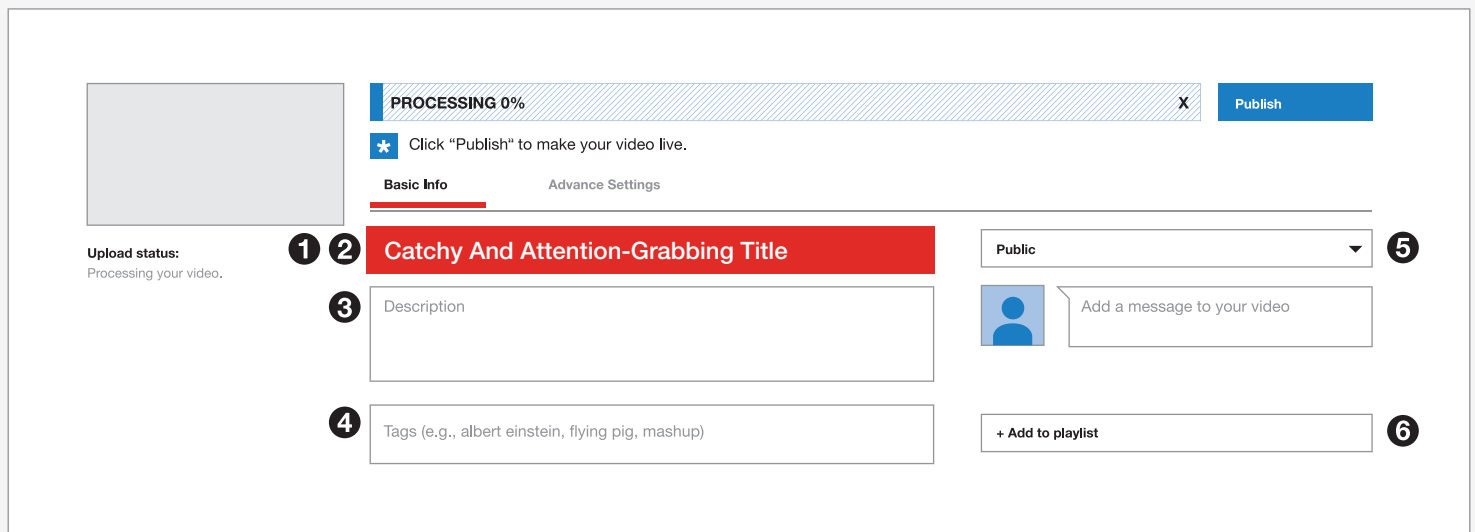 PROCESSING 0% X
Publish
* Click “Publish” to make your video live.
Basic Info Advance Settings
Upload status:
Processing your video.
1 2 Catchy And Attention-Grabbing Title
3 Description
4 Tags (e.g., albert einstein, flying pig, mashup)
Public 5
Add a message to your video
+ Add to playlist 6